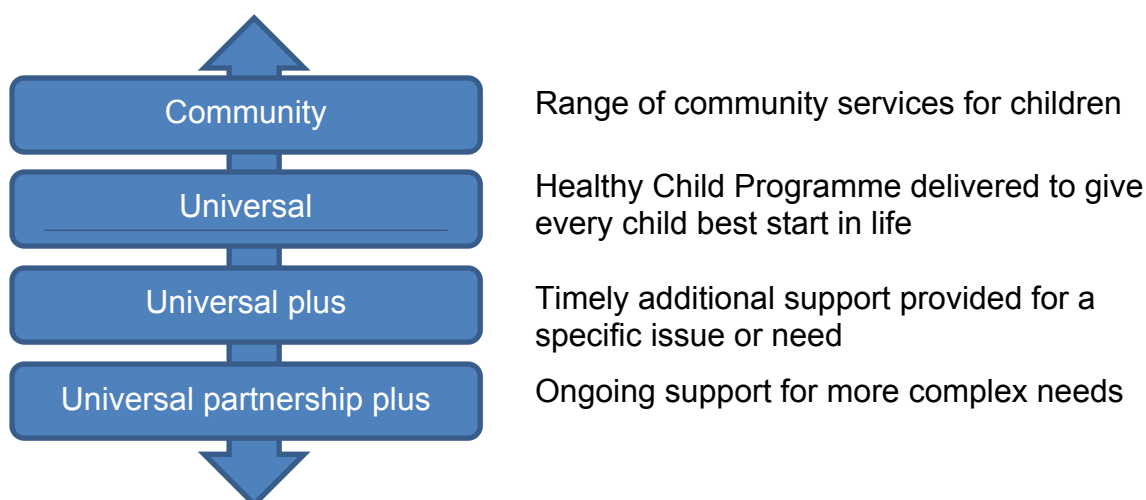 Community
Range of community services for children
Universal
Healthy Child Programme delivered to give
every child best start in life
Universal plus
Timely additional support provided for a
specific issue or need
Universal partnership plus
Ongoing support for more complex needs